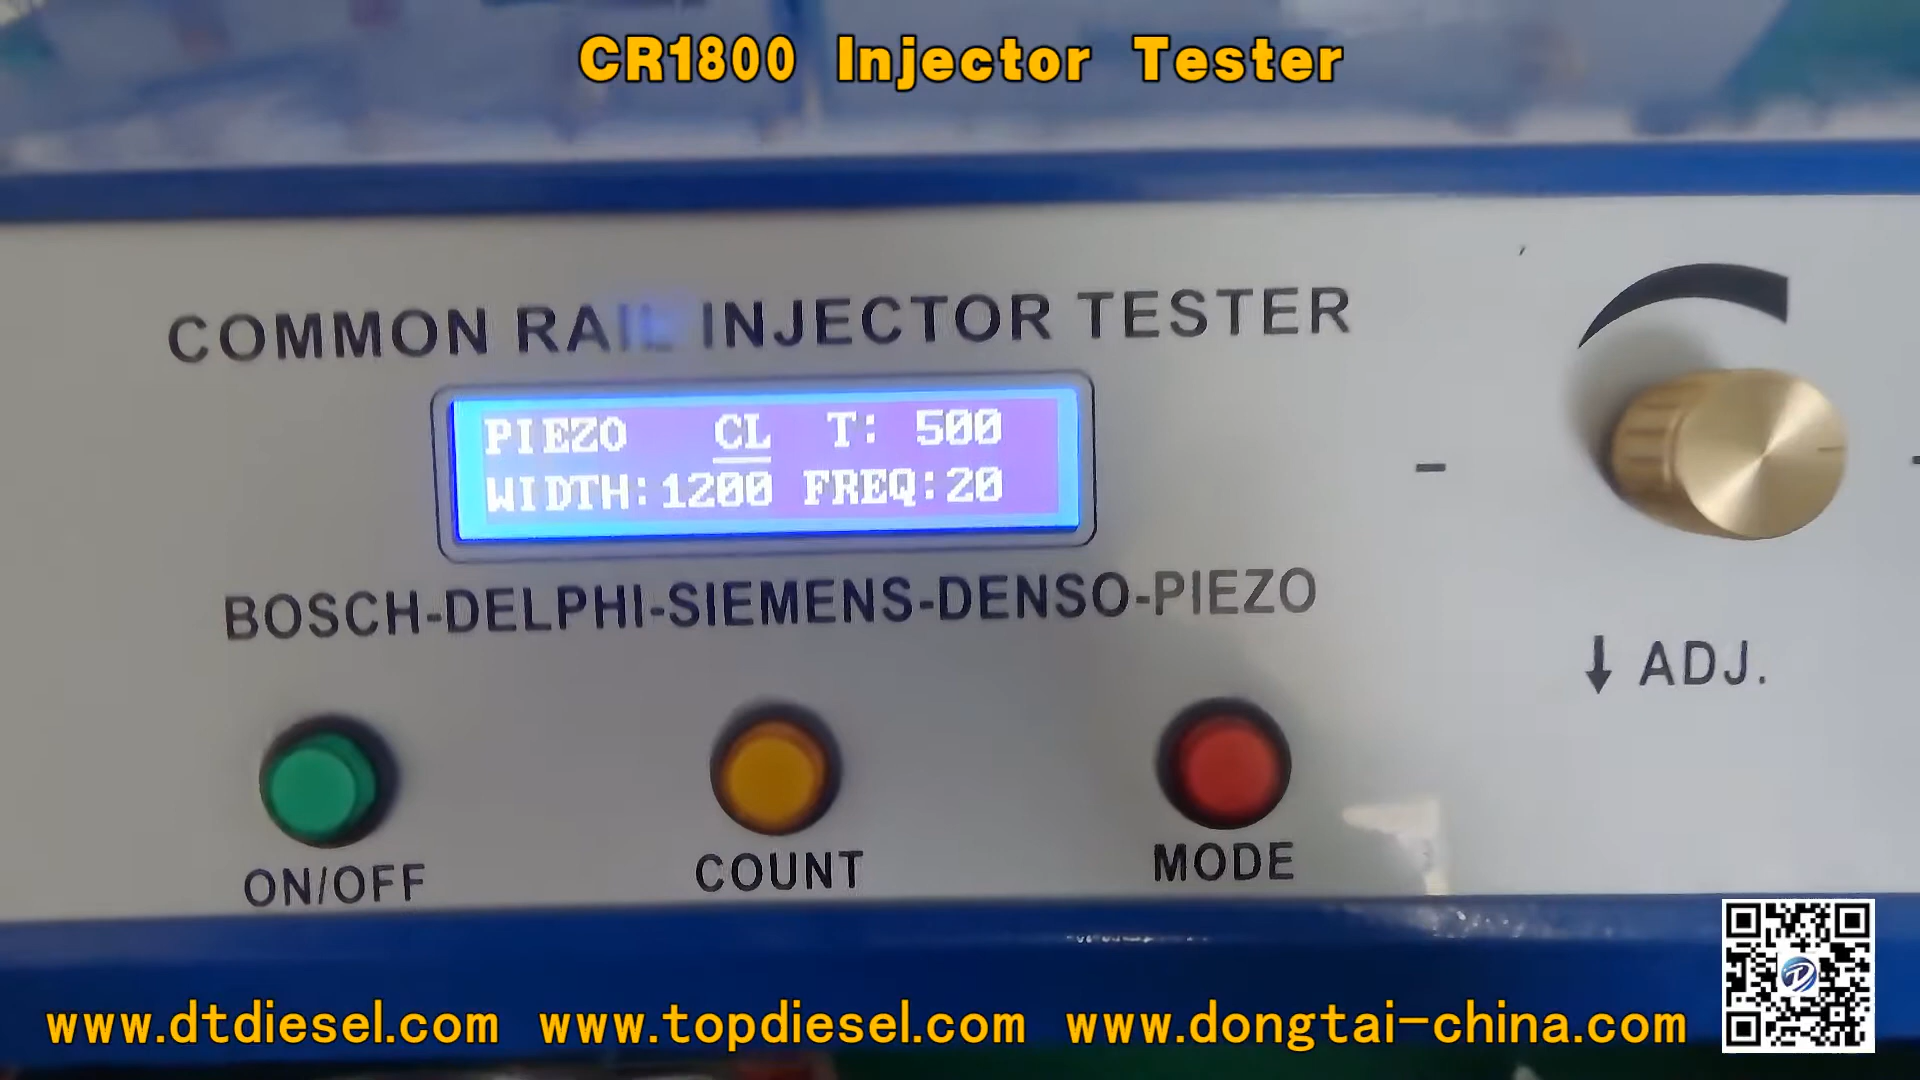 CR1800 Injector Tester
COMMON RAIL INJECTOR TESTER
PIEZO CL T: 500
WIDTH:1200 FREQ:20
BOSCH-DELPHI-SIEMENS-DENSO-PIEZO
-
↓ ADJ.
ON/OFF
COUNT
MODE
www.dtdiesel.com www.topdiesel.com www.dongtai-china.com